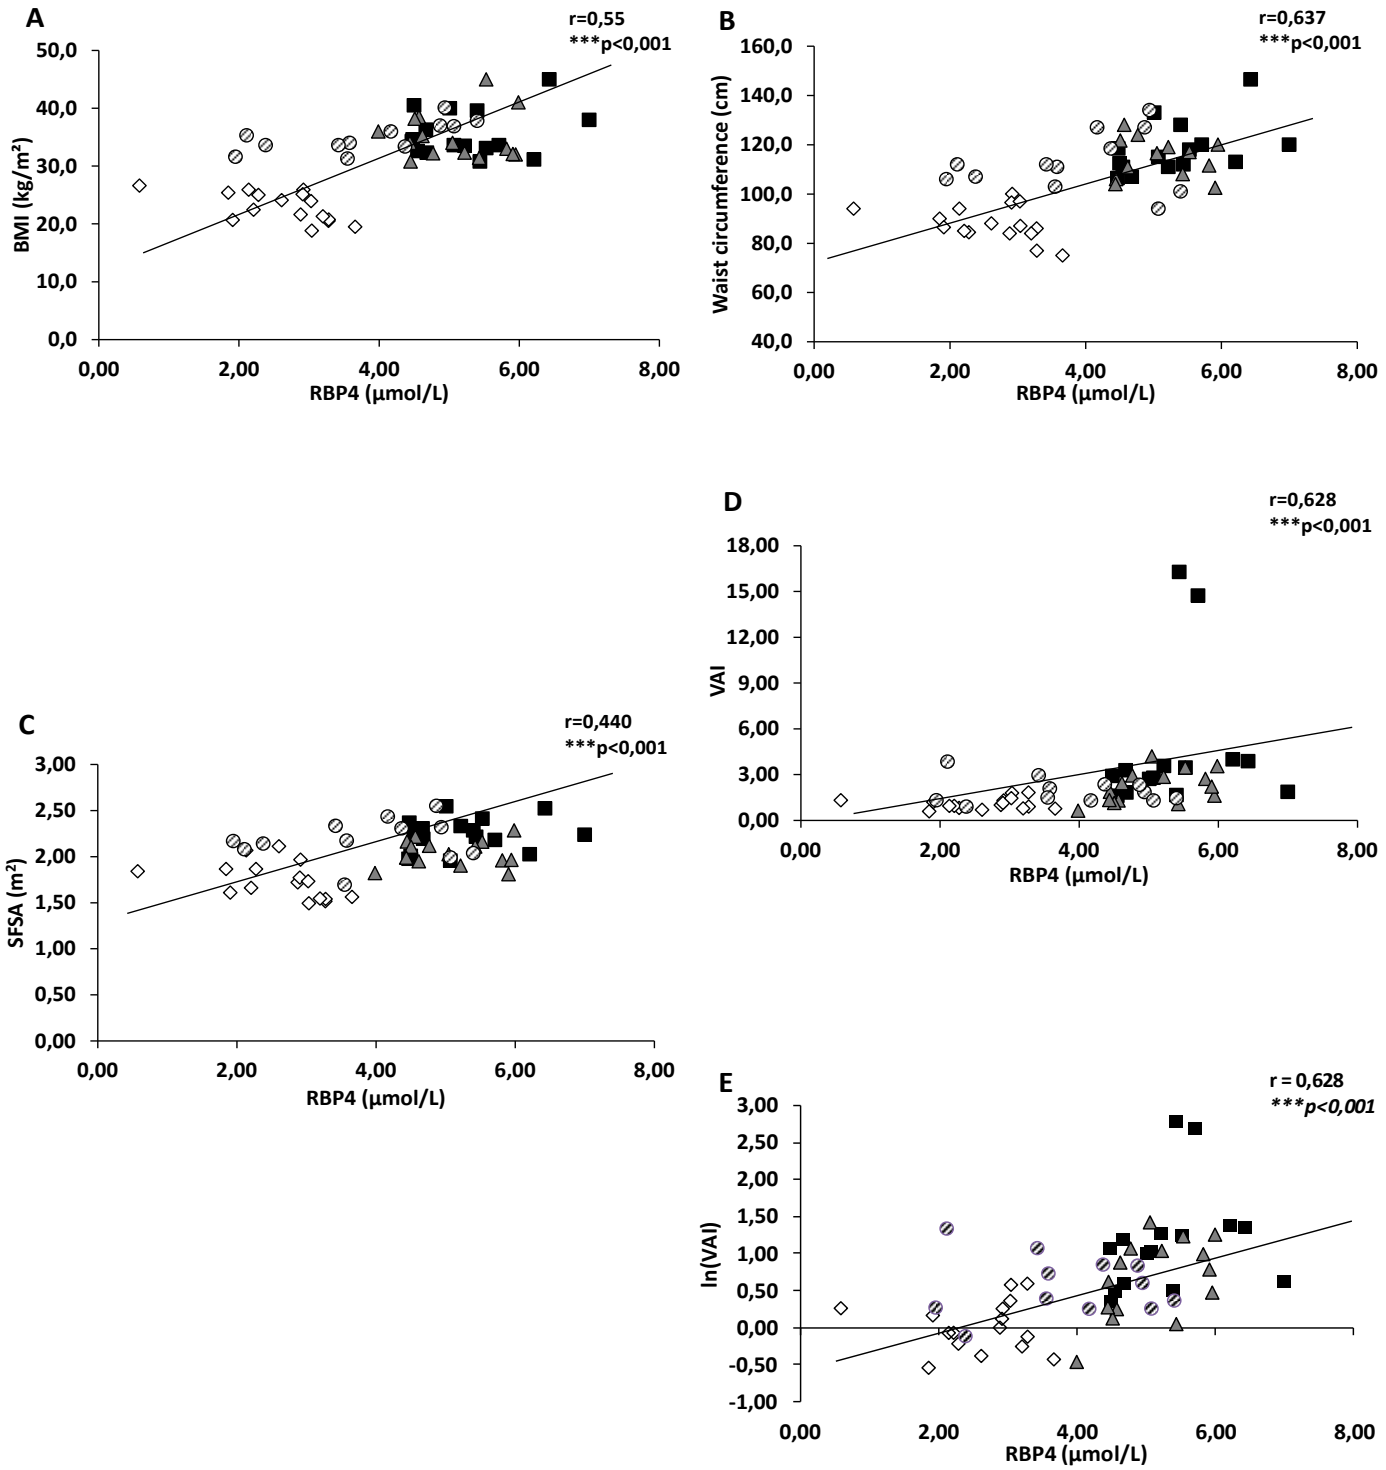 A
r=0,55
***p<0,001
50,0
40,0
30,0
20,0
10,0
0,0
BMI (kg/m²)
0,00 2,00 4,00 6,00 8,00
RBP4 (µmol/L)
B
r=0,637
***p<0,001
160,0
140,0
120,0
100,0
80,0
60,0
40,0
Waist circumference (cm)
0,00 2,00 4,00 6,00 8,00
RBP4 (µmol/L)
C
r=0,440
***p<0,001
3,00
2,50
2,00
1,50
1,00
0,50
0,00
SFSA (m²)
0,00 2,00 4,00 6,00 8,00
RBP4 (µmol/L)
D
r=0,628
***p<0,001
18,00
15,00
12,00
9,00
6,00
3,00
0,00
VAI
0,00 2,00 4,00 6,00 8,00
RBP4 (µmol/L)
E
r = 0,628
***p<0,001
3,00
2,50
2,00
1,50
1,00
0,50
0,00
-0,50
-1,00
ln(VAI)
0,00 2,00 4,00 6,00 8,00
RBP4 (µmol/L)